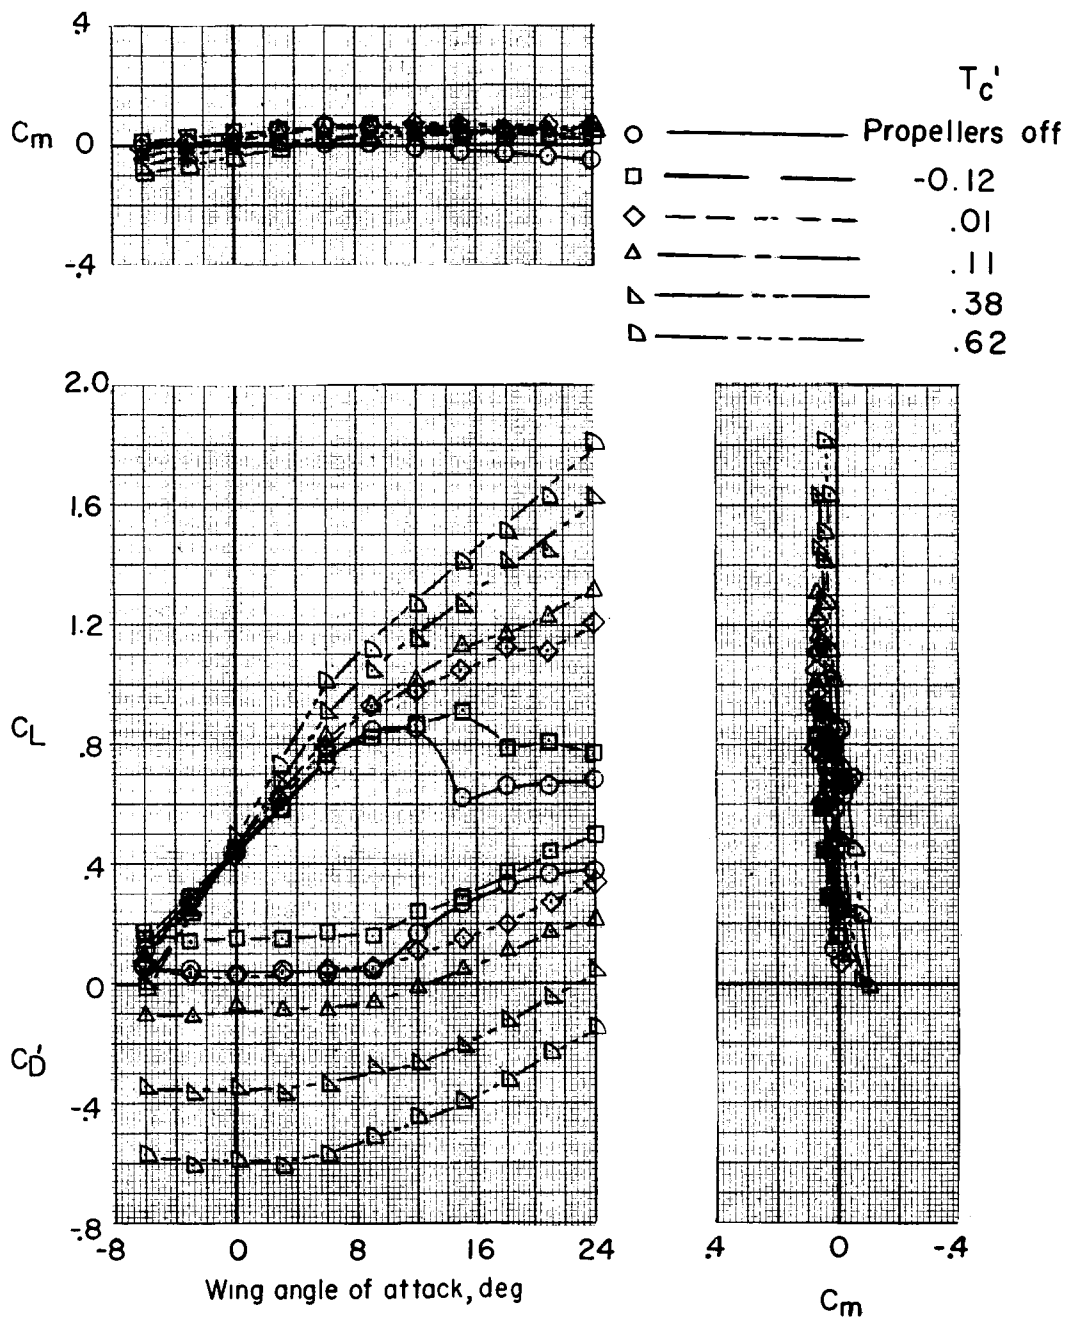 .4
Cm 0
-.4
Tc'
Propellers off
-0.12
.01
.11
.38
.62
2.0
1.6
1.2
CL .8
.4
0
CD'
-.4
-.8
-8 0 8 16 24
Wing angle of attack, deg
.4 0 -.4
Cm